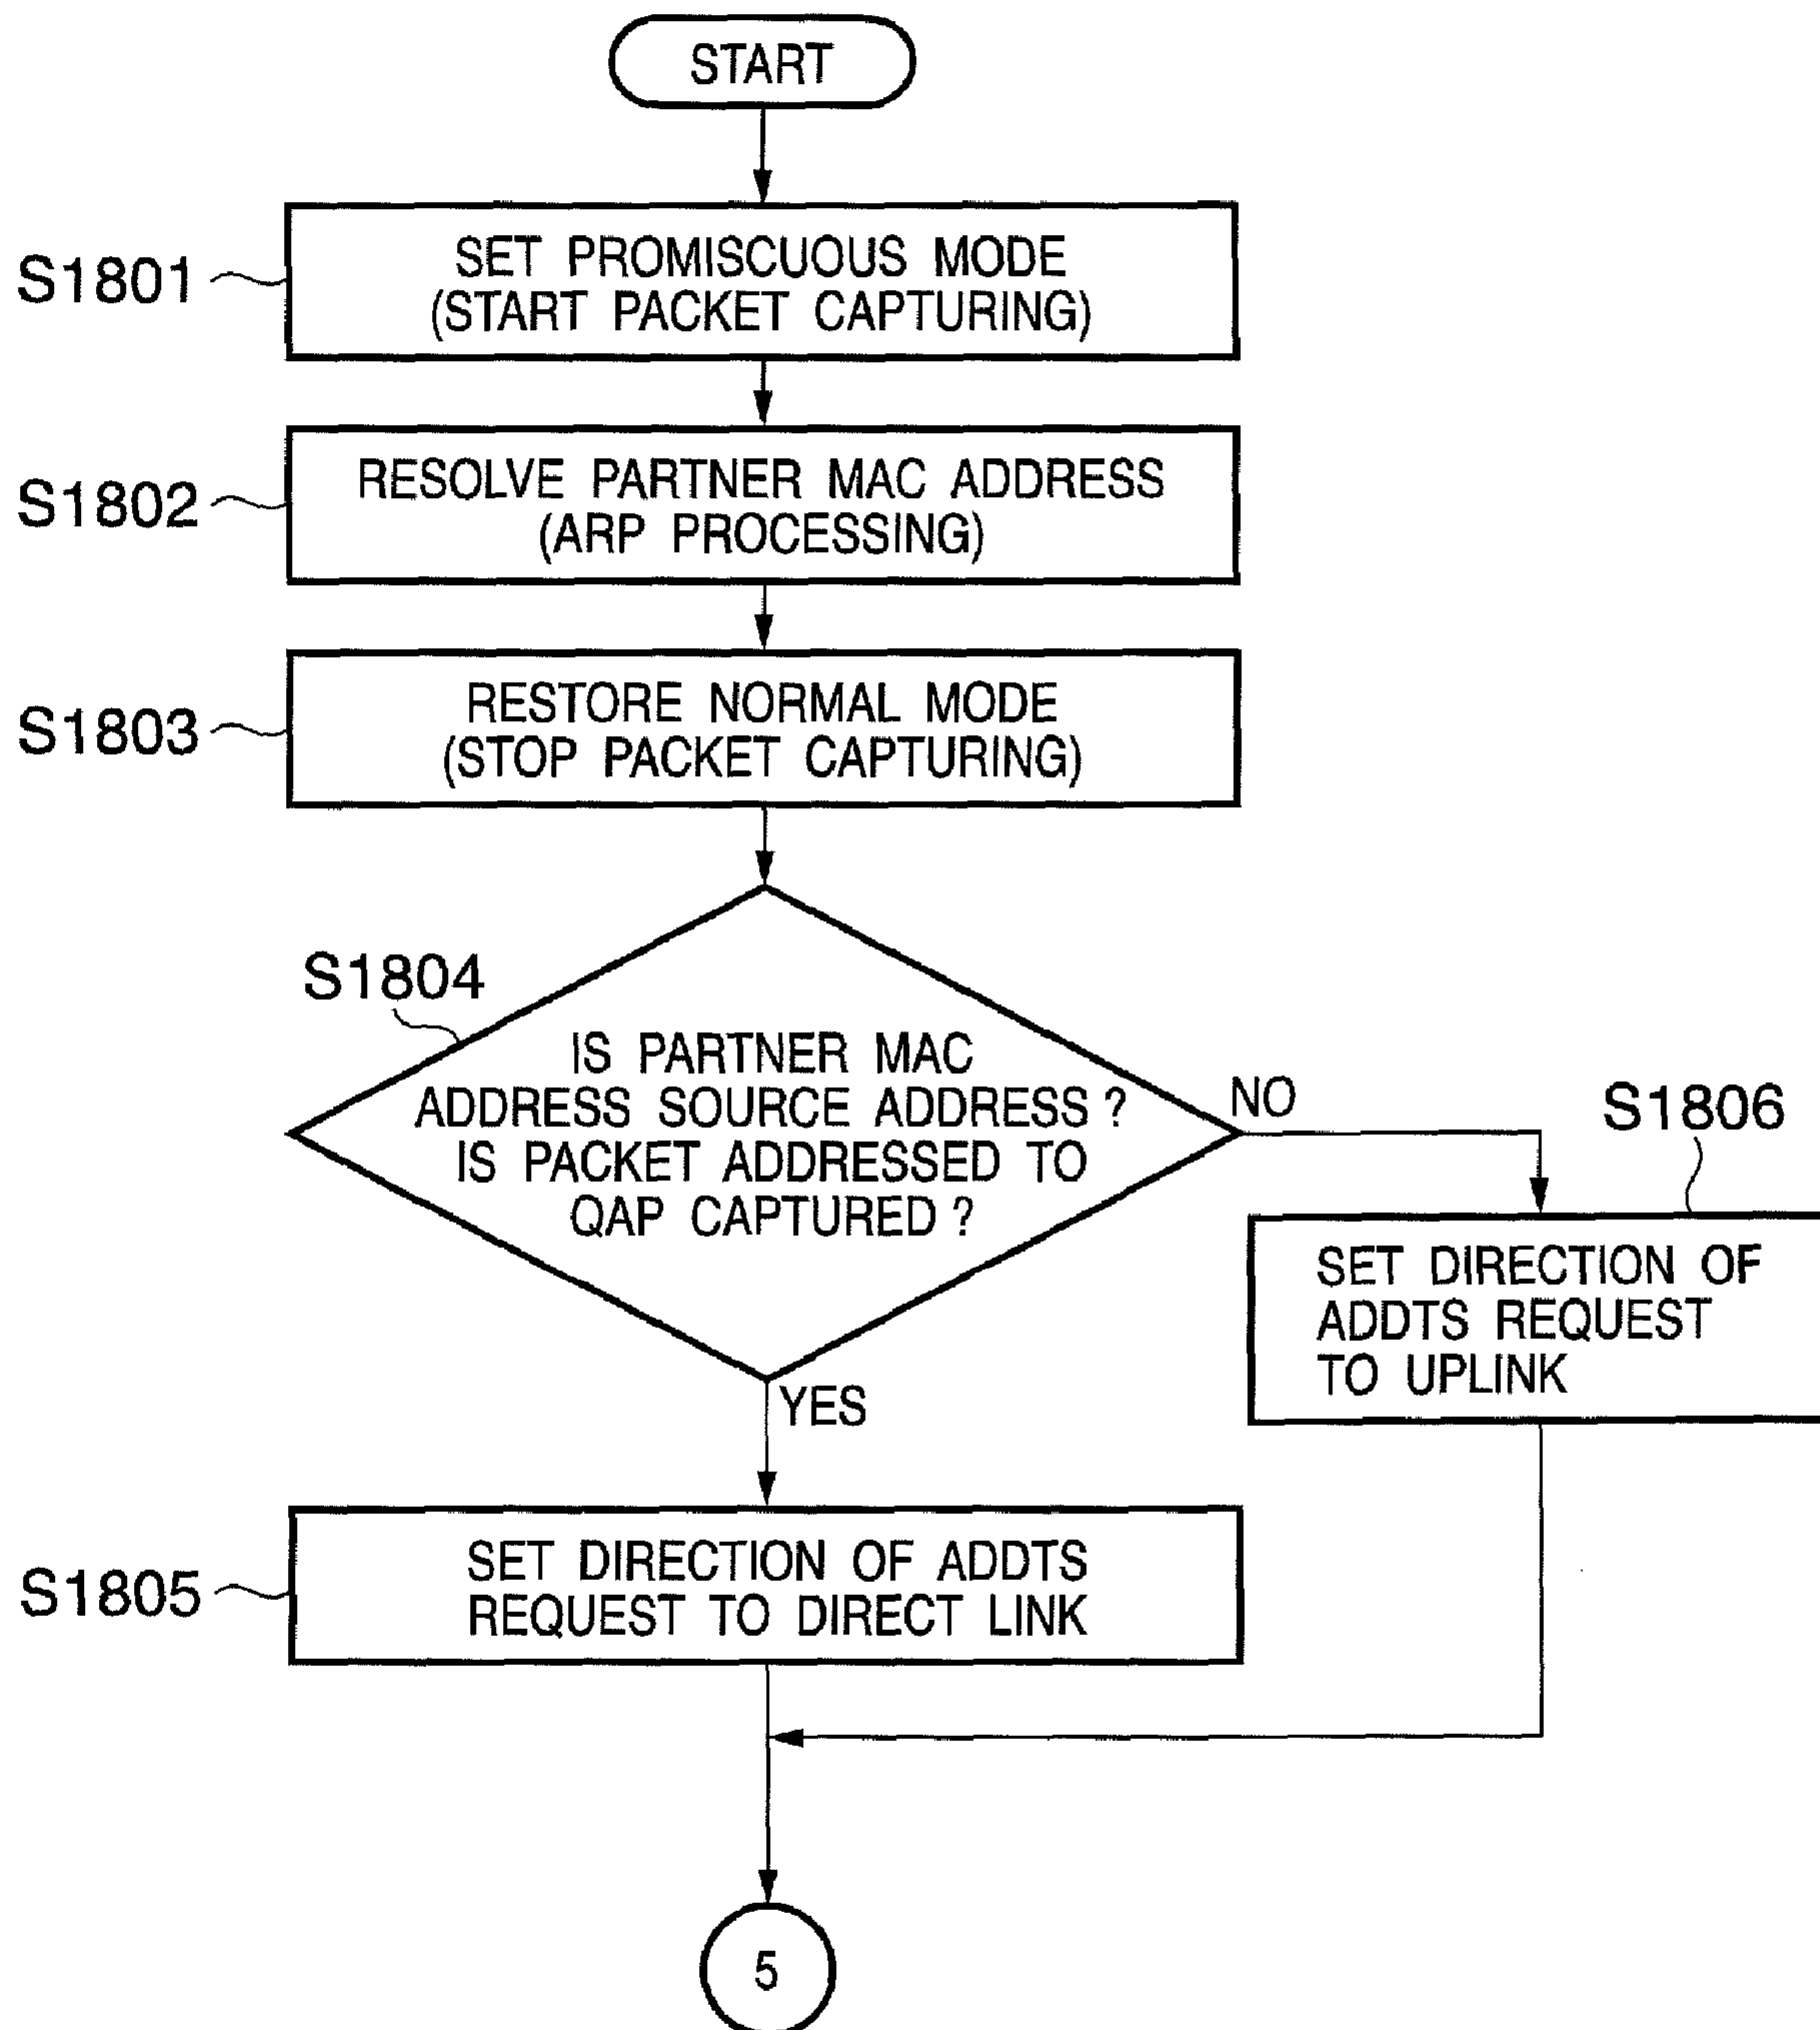 START
S1801
SET PROMISCUOUS MODE
(START PACKET CAPTURING)
S1802
RESOLVE PARTNER MAC ADDRESS
(ARP PROCESSING)
S1803
RESTORE NORMAL MODE
(STOP PACKET CAPTURING)
S1804
IS PARTNER MAC
ADDRESS SOURCE ADDRESS ?
IS PACKET ADDRESSED TO
QAP CAPTURED ?
NO
S1806
SET DIRECTION OF
ADDTS REQUEST
TO UPLINK
YES
S1805
SET DIRECTION OF ADDTS
REQUEST TO DIRECT LINK
5